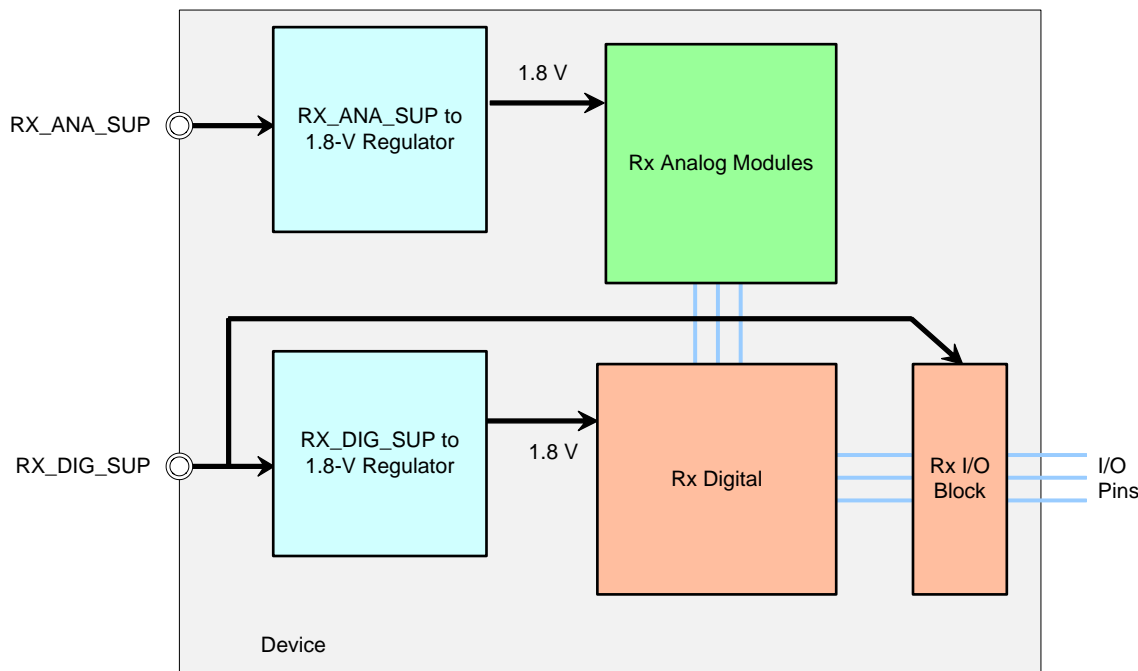 1.8 V
RX_ANA_SUP
RX_ANA_SUP to
1.8-V Regulator
Rx Analog Modules
RX_DIG_SUP
RX_DIG_SUP to
1.8-V Regulator
1.8 V
Rx Digital
Rx I/O
Block
I/O
Pins
Device